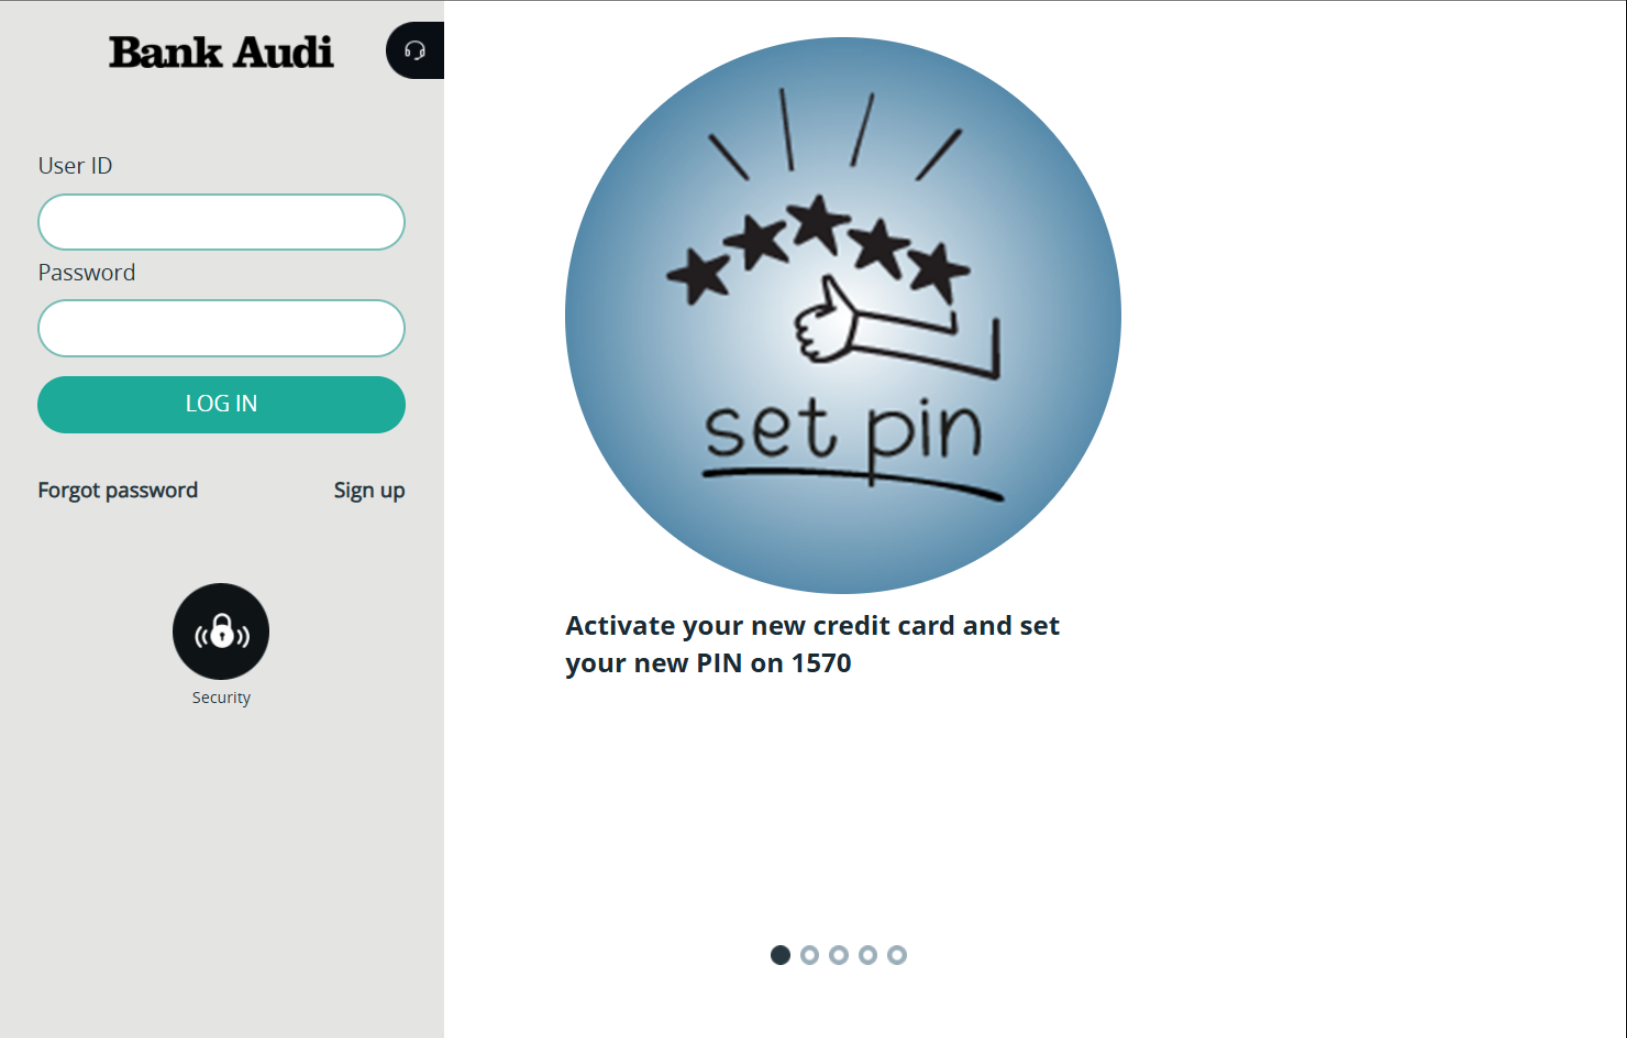 Bank Audi
User ID
Password
LOG IN
Forgot password
Sign up
Security
set pin
Activate your new credit card and set
your new PIN on 1570